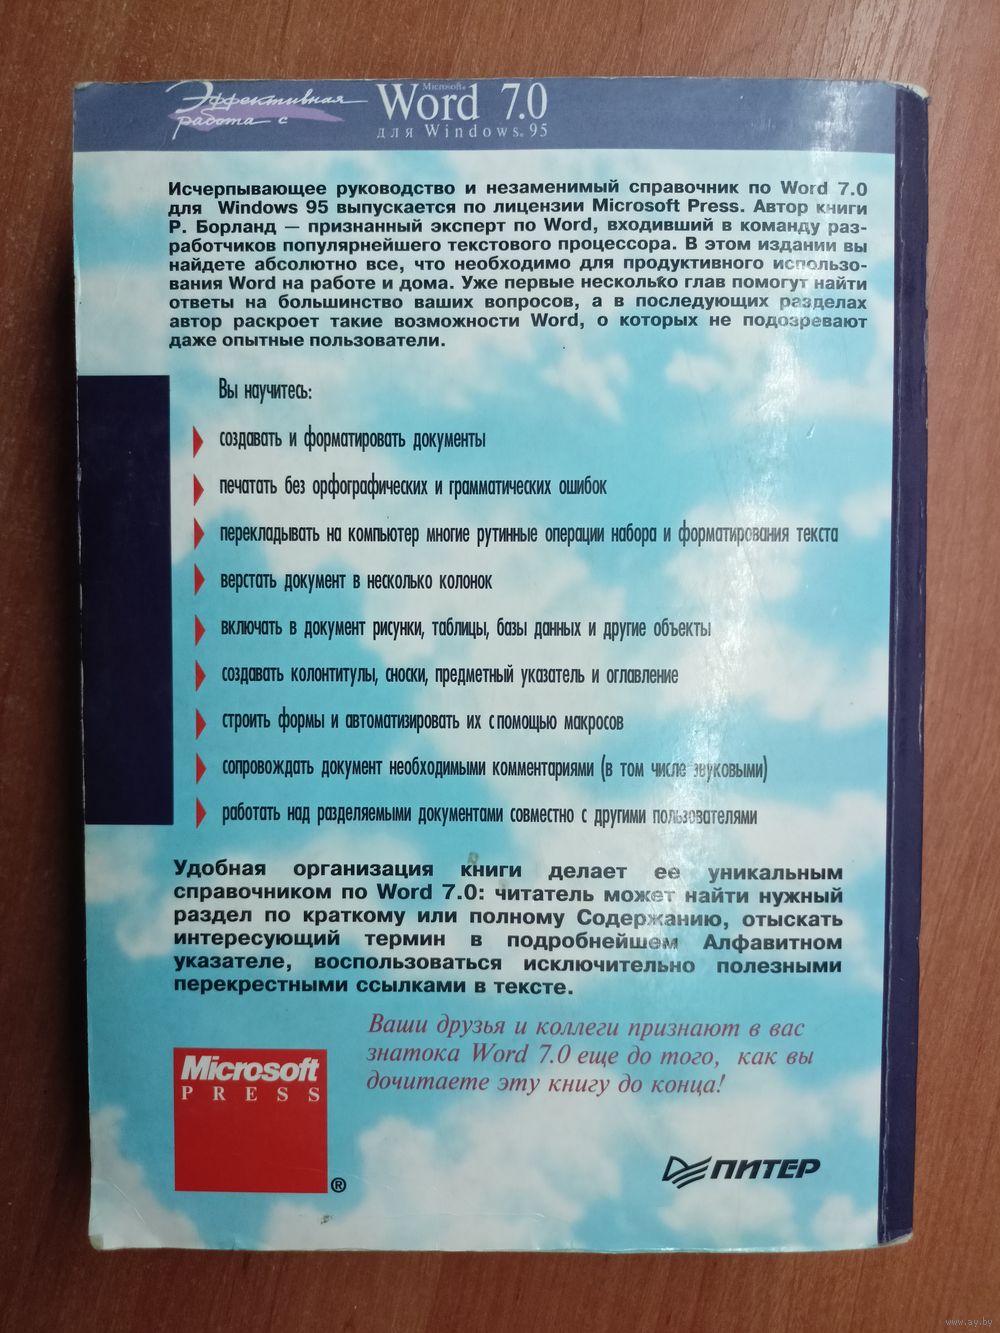 Эффективная
работа с
Microsoft®
Word 7.0
для Windows® 95
Исчерпывающее руководство и незаменимый справочник по Word 7.0
для Windows 95 выпускается по лицензии Microsoft Press. Автор книги
Р. Борланд — признанный эксперт по Word, входивший в команду раз-
работчиков популярнейшего текстового процессора. В этом издании вы
найдете абсолютно все, что необходимо для продуктивного использо-
вания Word на работе и дома. Уже первые несколько глав помогут найти
ответы на большинство ваших вопросов, а в последующих разделах
автор раскроет такие возможности Word, о которых не подозревают
даже опытные пользователи.
Вы научитесь:
создавать и форматировать документы
печатать без орфографических и грамматических ошибок
перекладывать на компьютер многие рутинные операции набора и форматирования текста
верстать документ в несколько колонок
включать в документ рисунки, таблицы, базы данных и другие объекты
создавать колонтитулы, сноски, предметный указатель и оглавление
строить формы и автоматизировать их с помощью макросов
сопровождать документ необходимыми комментариями (в том числе звуковыми)
работать над разделяемыми документами совместно с другими пользователями
Удобная организация книги делает ее уникальным
справочником по Word 7.0: читатель может найти нужный
раздел по краткому или полному Содержанию, отыскать
интересующий термин в подробнейшем Алфавитном
указателе, воспользоваться исключительно полезными
перекрестными ссылками в тексте.
Ваши друзья и коллеги признают в вас
знатока Word 7.0 еще до того, как вы
дочитаете эту книгу до конца!
Microsoft
PRESS
®
ПИТЕР
www.ay.by